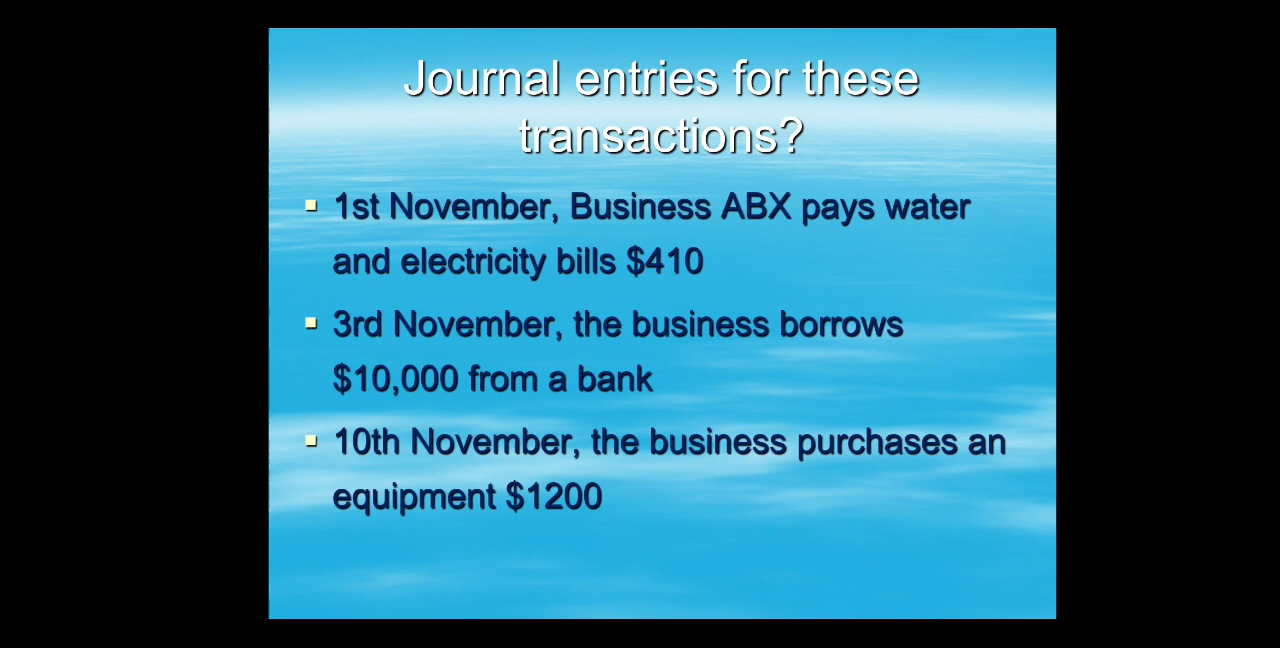 Journal entries for these
transactions?
1st November, Business ABX pays water
and electricity bills $410
3rd November, the business borrows
$10,000 from a bank
10th November, the business purchases an
equipment $1200